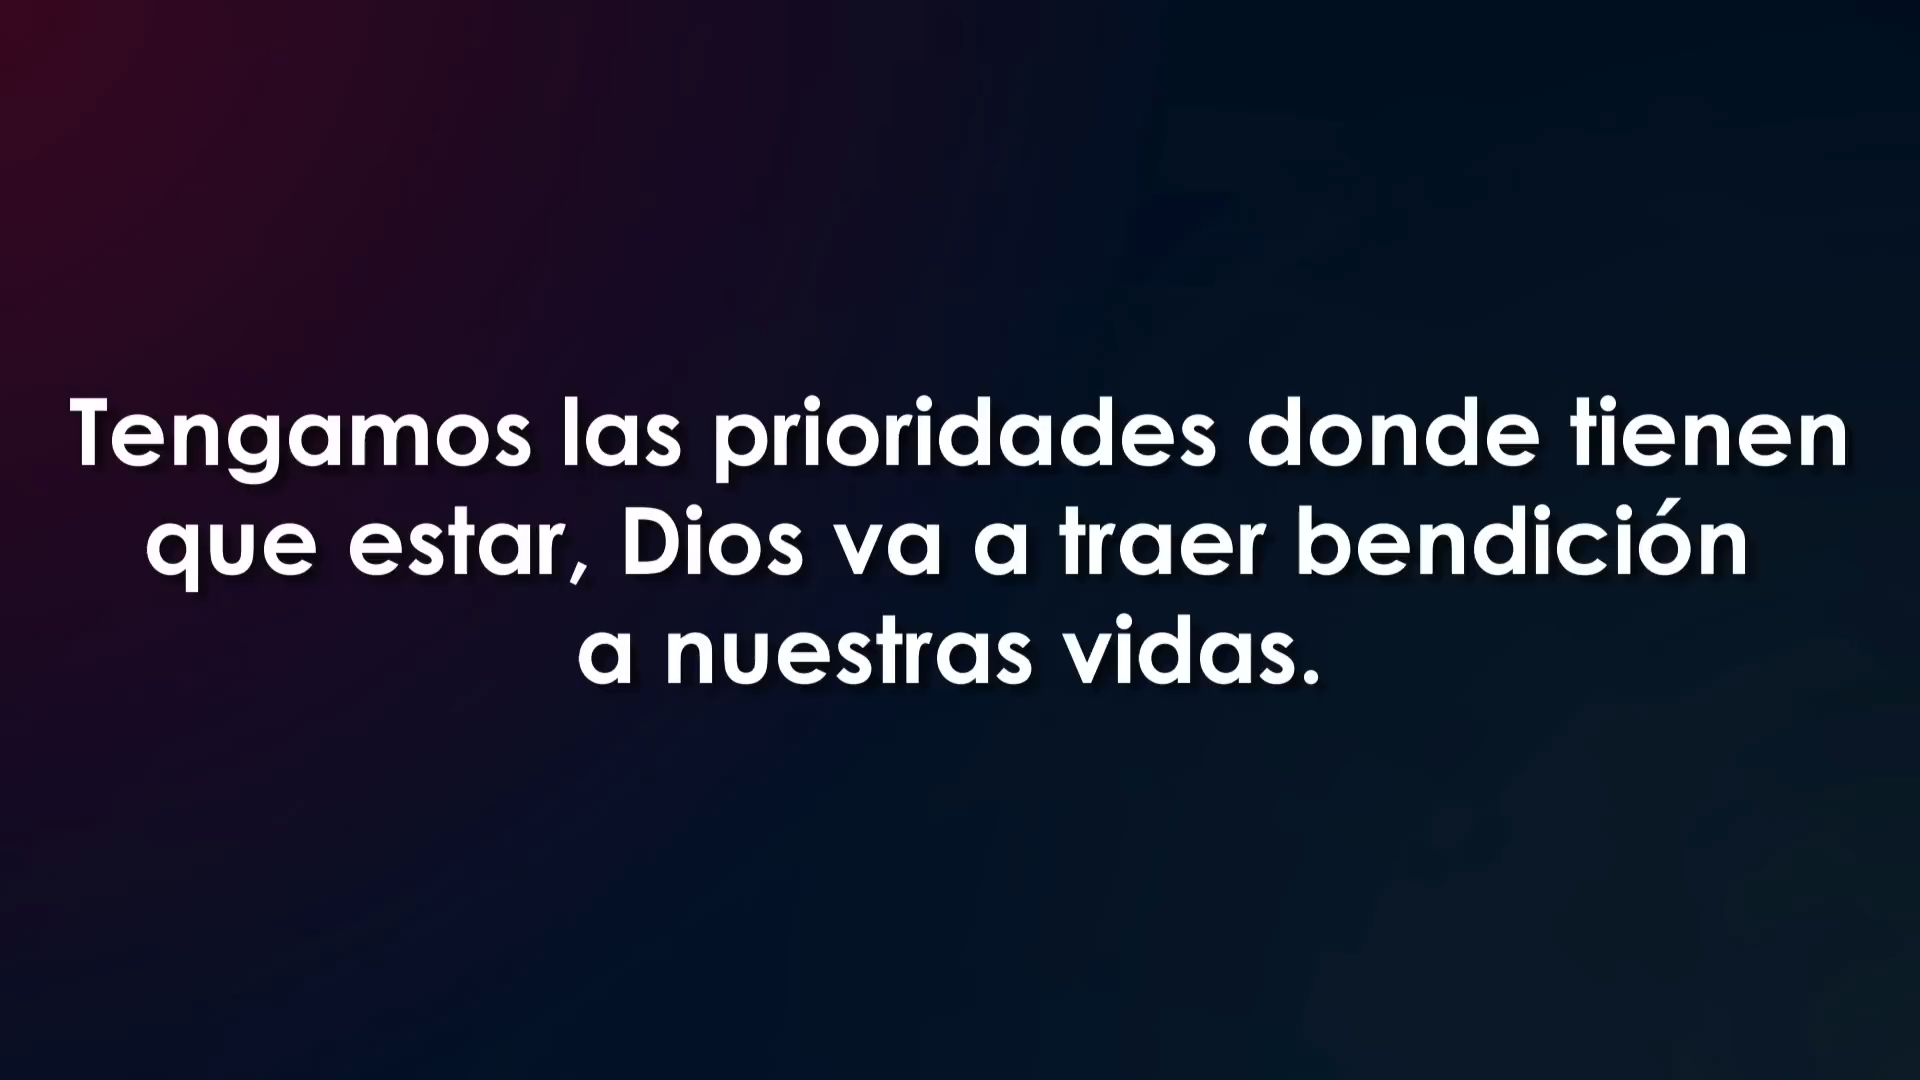 Tengamos las prioridades donde tienen
que estar, Dios va a traer bendición
a nuestras vidas.